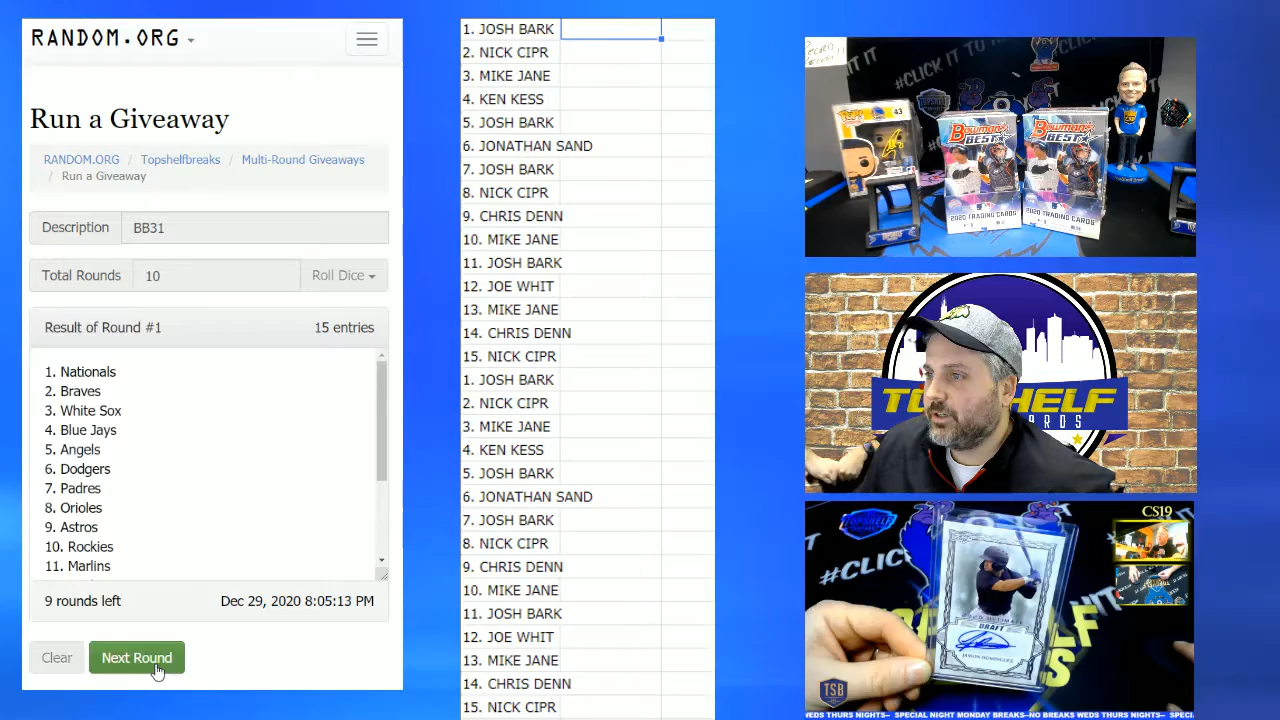 RANDOM.ORG
Run a Giveaway
RANDOM.ORG / Topshelfbreaks / Multi-Round Giveaways
/ Run a Giveaway
Description BB31
Total Rounds 10 Roll Dice
Result of Round #1 15 entries
1. Nationals
2. Braves
3. White Sox
4. Blue Jays
5. Angels
6. Dodgers
7. Padres
8. Orioles
9. Astros
10. Rockies
11. Marlins
9 rounds left Dec 29, 2020 8:05:13 PM
Clear Next Round
1. JOSH BARK
2. NICK CIPR
3. MIKE JANE
4. KEN KESS
5. JOSH BARK
6. JONATHAN SAND
7. JOSH BARK
8. NICK CIPR
9. CHRIS DENN
10. MIKE JANE
11. JOSH BARK
12. JOE WHIT
13. MIKE JANE
14. CHRIS DENN
15. NICK CIPR
1. JOSH BARK
2. NICK CIPR
3. MIKE JANE
4. KEN KESS
5. JOSH BARK
6. JONATHAN SAND
7. JOSH BARK
8. NICK CIPR
9. CHRIS DENN
10. MIKE JANE
11. JOSH BARK
12. JOE WHIT
13. MIKE JANE
14. CHRIS DENN
15. NICK CIPR
#CLICK IT
TOPSHELF
POP!
43
BOWMAN'S BEST
2020 TRADING CARDS
BOWMAN'S BEST
2020 TRADING CARDS
CS19
TOPSHELF
#CLICK IT
DRAFT
TSB
WEDS THURS NIGHTS-- SPECIAL NIGHT MONDAY BREAKS--NO BREAKS WEDS THURS NIGHTS-- SPECI